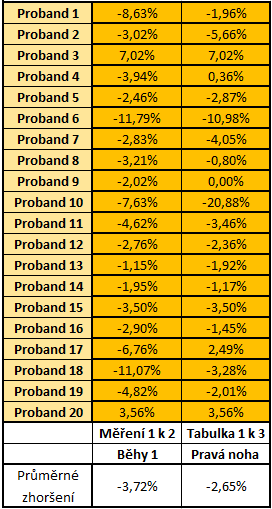 Proband 1 -8,63% -1,96%
Proband 2 -3,02% -5,66%
Proband 3 7,02% 7,02%
Proband 4 -3,94% 0,36%
Proband 5 -2,46% -2,87%
Proband 6 -11,79% -10,98%
Proband 7 -2,83% -4,05%
Proband 8 -3,21% -0,80%
Proband 9 -2,02% 0,00%
Proband 10 -7,63% -20,88%
Proband 11 -4,62% -3,46%
Proband 12 -2,76% -2,36%
Proband 13 -1,15% -1,92%
Proband 14 -1,95% -1,17%
Proband 15 -3,50% -3,50%
Proband 16 -2,90% -1,45%
Proband 17 -6,76% 2,49%
Proband 18 -11,07% -3,28%
Proband 19 -4,82% -2,01%
Proband 20 3,56% 3,56%
Měření 1 k 2 Tabulka 1 k 3
Běhy 1 Pravá noha
Průměrné
zhoršení -3,72% -2,65%